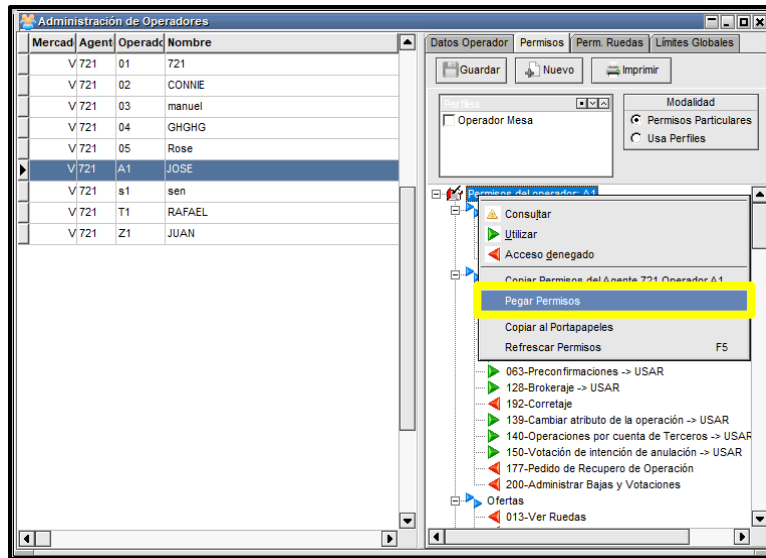 Administración de Operadores
Mercad Agent Operado Nombre
V 721 01 721
V 721 02 CONNIE
V 721 03 manuel
V 721 04 GHGHG
V 721 05 Rose
V 721 A1 JOSE
V 721 s1 sen
V 721 T1 RAFAEL
V 721 Z1 JUAN
Datos Operador Permisos Perm. Ruedas Límites Globales
Guardar Nuevo Imprimir
Perfiles
Operador Mesa
Modalidad
Permisos Particulares
Usa Perfiles
Permisos del operador: A1
Consultar
Utilizar
Acceso denegado
Copiar Permisos del Agente 721 Operador A1
Pegar Permisos
Copiar al Portapapeles
Refrescar Permisos F5
063-Preconfirmaciones -> USAR
128-Brokeraje -> USAR
192-Corretaje
139-Cambiar atributo de la operación -> USAR
140-Operaciones por cuenta de Terceros -> USAR
150-Votación de intención de anulación -> USAR
177-Pedido de Recupero de Operación
200-Administrar Bajas y Votaciones
Ofertas
013-Ver Ruedas